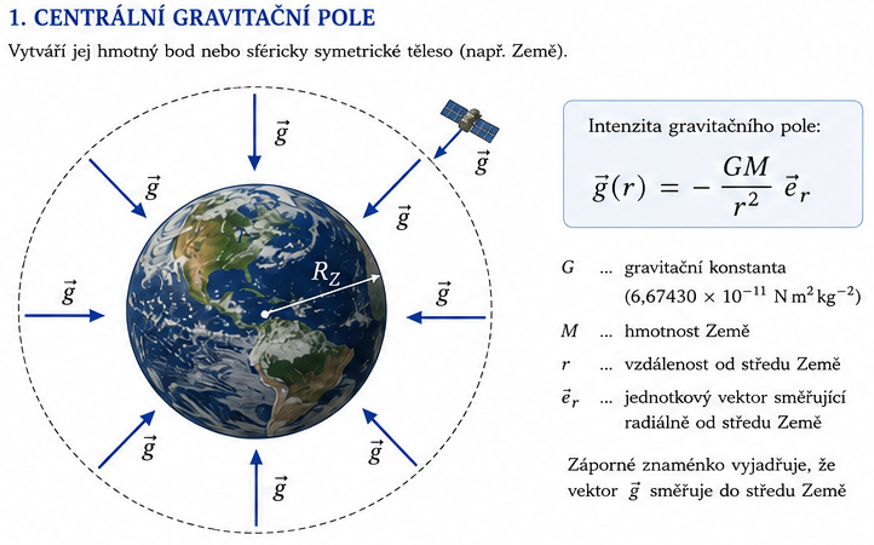 1. CENTRÁLNÍ GRAVITAČNÍ POLE
Vytváří jej hmotný bod nebo sféricky symetrické těleso (např. Země).
g⃗
g⃗
g⃗
g⃗
g⃗
g⃗
R_Z
g⃗
g⃗
g⃗
Intenzita gravitačního pole:
g⃗(r) = − GM/r² e⃗_r
G ... gravitační konstanta
(6,67430 × 10⁻¹¹ N m² kg⁻²)
M ... hmotnost Země
r ... vzdálenost od středu Země
e⃗_r ... jednotkový vektor směřující
radiálně od středu Země
Záporné znaménko vyjadřuje, že
vektor g⃗ směřuje do středu Země